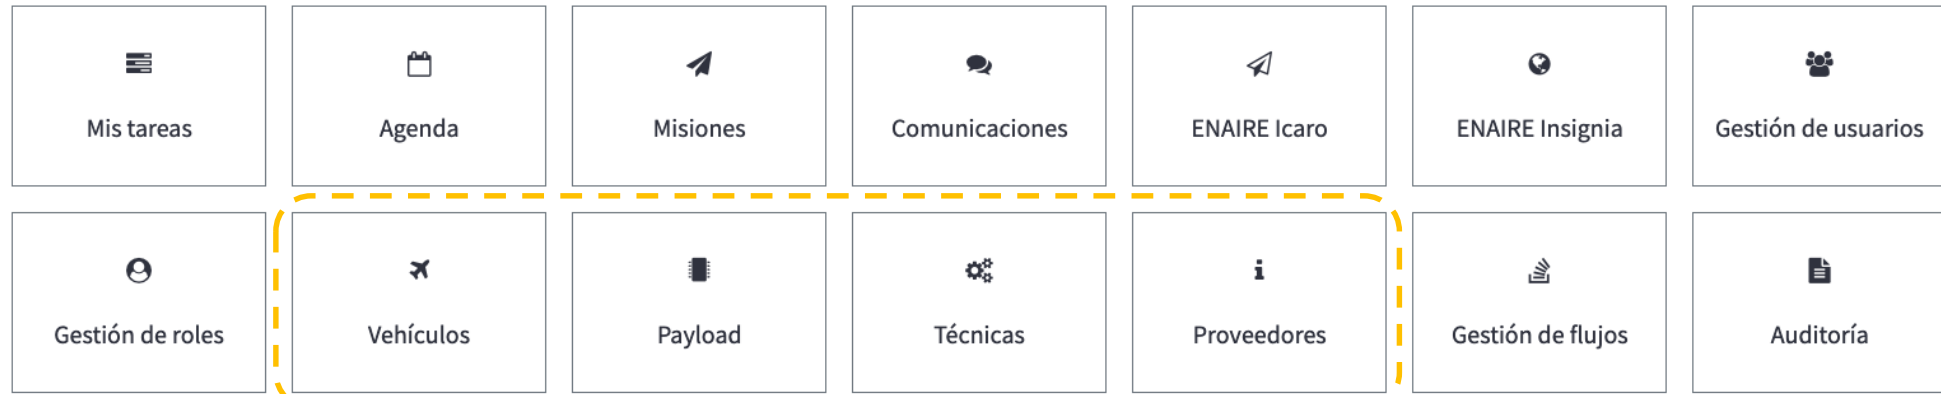 Mis tareas
Agenda
Misiones
Comunicaciones
ENAIRE Icaro
ENAIRE Insignia
Gestión de usuarios
Gestión de roles
Vehículos
Payload
Técnicas
Proveedores
Gestión de flujos
Auditoría